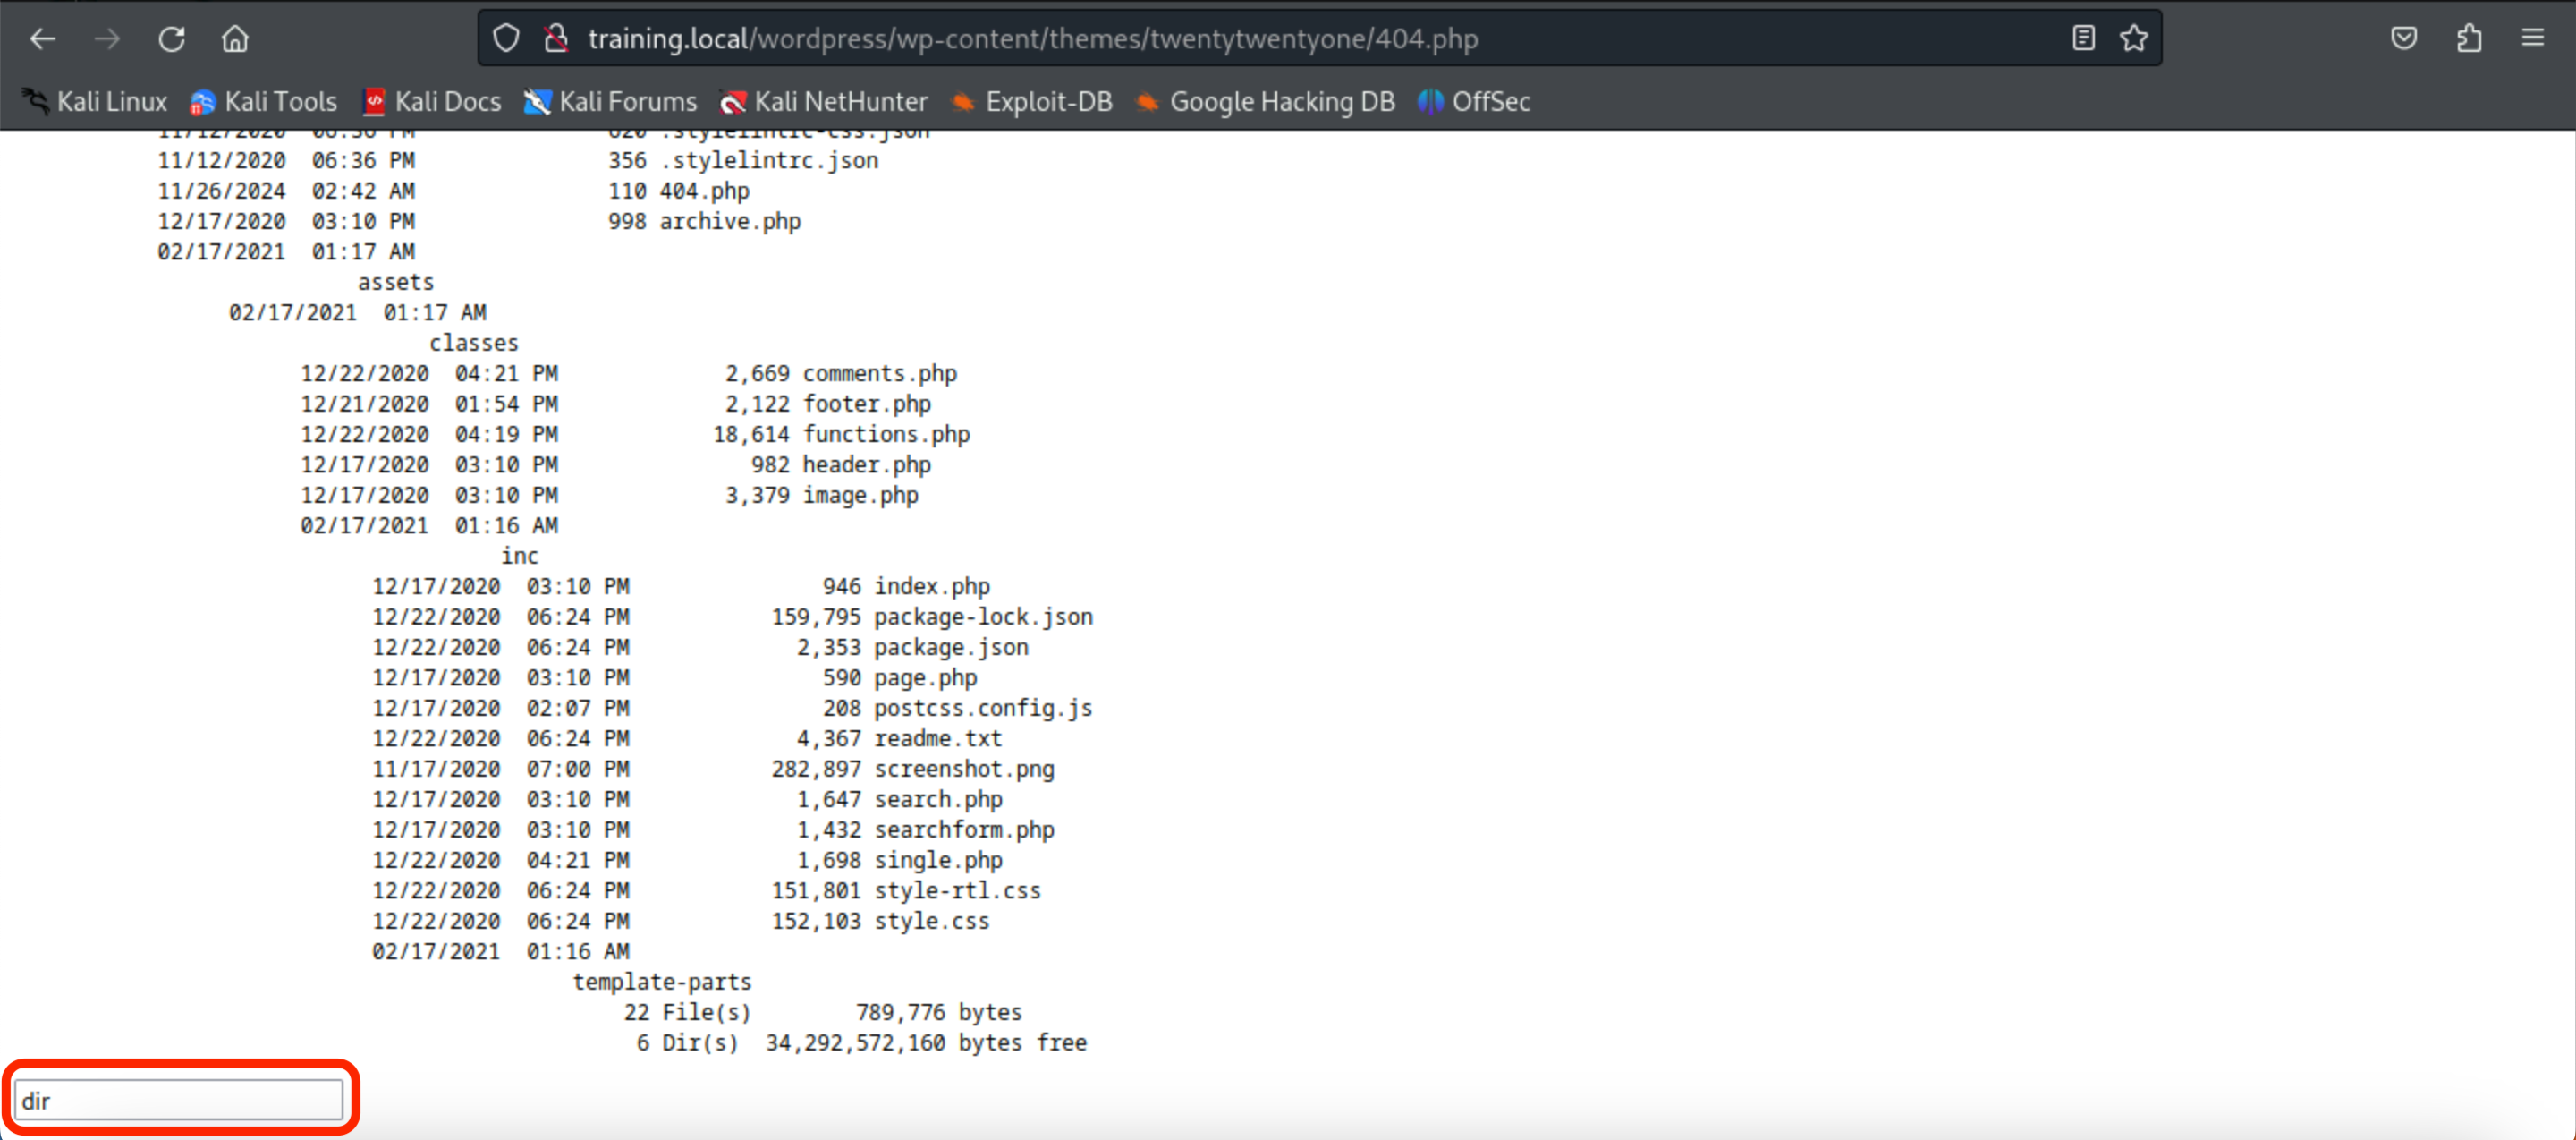 training.local/wordpress/wp-content/themes/twentytwentyone/404.php
Kali Linux Kali Tools Kali Docs Kali Forums Kali NetHunter Exploit-DB Google Hacking DB OffSec
11/12/2020 06:36 PM 620 .stylelintrc-css.json
11/12/2020 06:36 PM 356 .stylelintrc.json
11/26/2024 02:42 AM 110 404.php
12/17/2020 03:10 PM 998 archive.php
02/17/2021 01:17 AM
assets
02/17/2021 01:17 AM
classes
12/22/2020 04:21 PM 2,669 comments.php
12/21/2020 01:54 PM 2,122 footer.php
12/22/2020 04:19 PM 18,614 functions.php
12/17/2020 03:10 PM 982 header.php
12/17/2020 03:10 PM 3,379 image.php
02/17/2021 01:16 AM
inc
12/17/2020 03:10 PM 946 index.php
12/22/2020 06:24 PM 159,795 package-lock.json
12/22/2020 06:24 PM 2,353 package.json
12/17/2020 03:10 PM 590 page.php
12/17/2020 02:07 PM 208 postcss.config.js
12/22/2020 06:24 PM 4,367 readme.txt
11/17/2020 07:00 PM 282,897 screenshot.png
12/17/2020 03:10 PM 1,647 search.php
12/17/2020 03:10 PM 1,432 searchform.php
12/22/2020 04:21 PM 1,698 single.php
12/22/2020 06:24 PM 151,801 style-rtl.css
12/22/2020 06:24 PM 152,103 style.css
02/17/2021 01:16 AM
template-parts
22 File(s) 789,776 bytes
6 Dir(s) 34,292,572,160 bytes free
dir